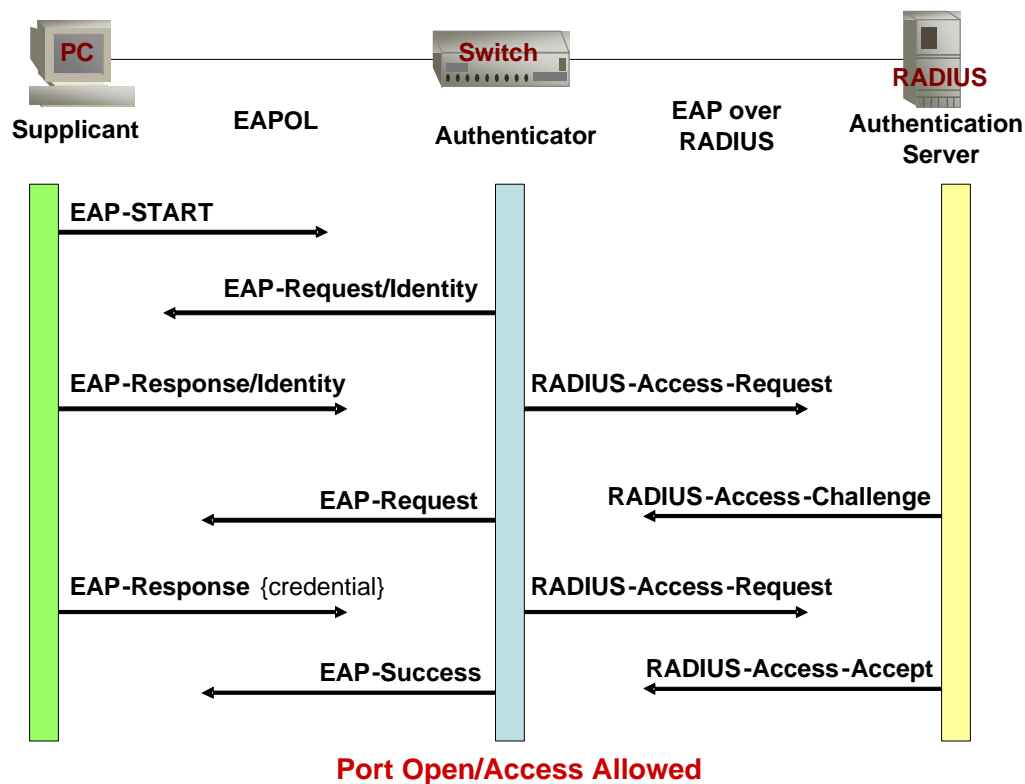 PC
Switch
RADIUS
Supplicant
EAPOL
Authenticator
EAP over
RADIUS
Authentication
Server
EAP-START
EAP-Request/Identity
EAP-Response/Identity
RADIUS-Access-Request
EAP-Request
RADIUS-Access-Challenge
EAP-Response {credential}
RADIUS-Access-Request
EAP-Success
RADIUS-Access-Accept
Port Open/Access Allowed